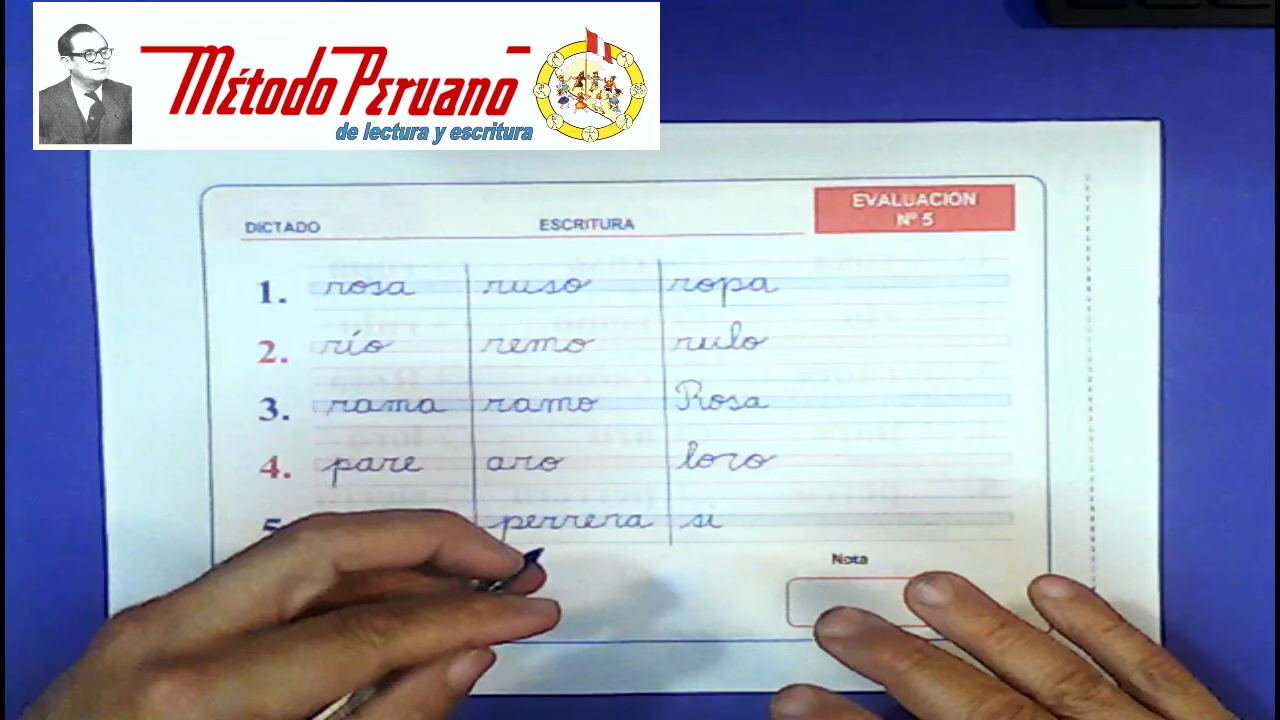 Método Peruano
de lectura y escritura
EVALUACIÓN
Nº 5
DICTADO ESCRITURA
1. rosa ruso ropa
2. río remo rulo
3. rama ramo Rosa
4. pare aro loro
5. perrera si
Nota